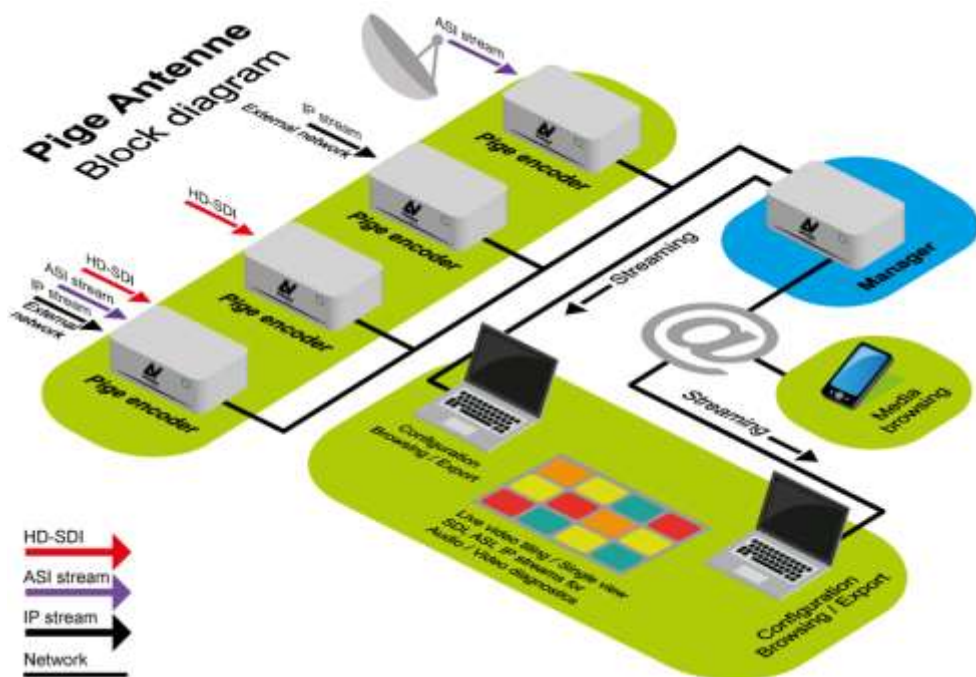 Pige Antenne
Block diagram
ASI stream
IP stream
External network
HD-SDI
HD-SDI
ASI stream
IP stream
External
network
Pige encoder
Pige encoder
Pige encoder
Pige encoder
Manager
Streaming
@
Streaming
Media
browsing
Configuration
Browsing / Export
Live video tiling / Single view
SDI, ASI, IP streams for
Audio / Video diagnostics
Configuration
Browsing / Export
HD-SDI
ASI stream
IP stream
Network